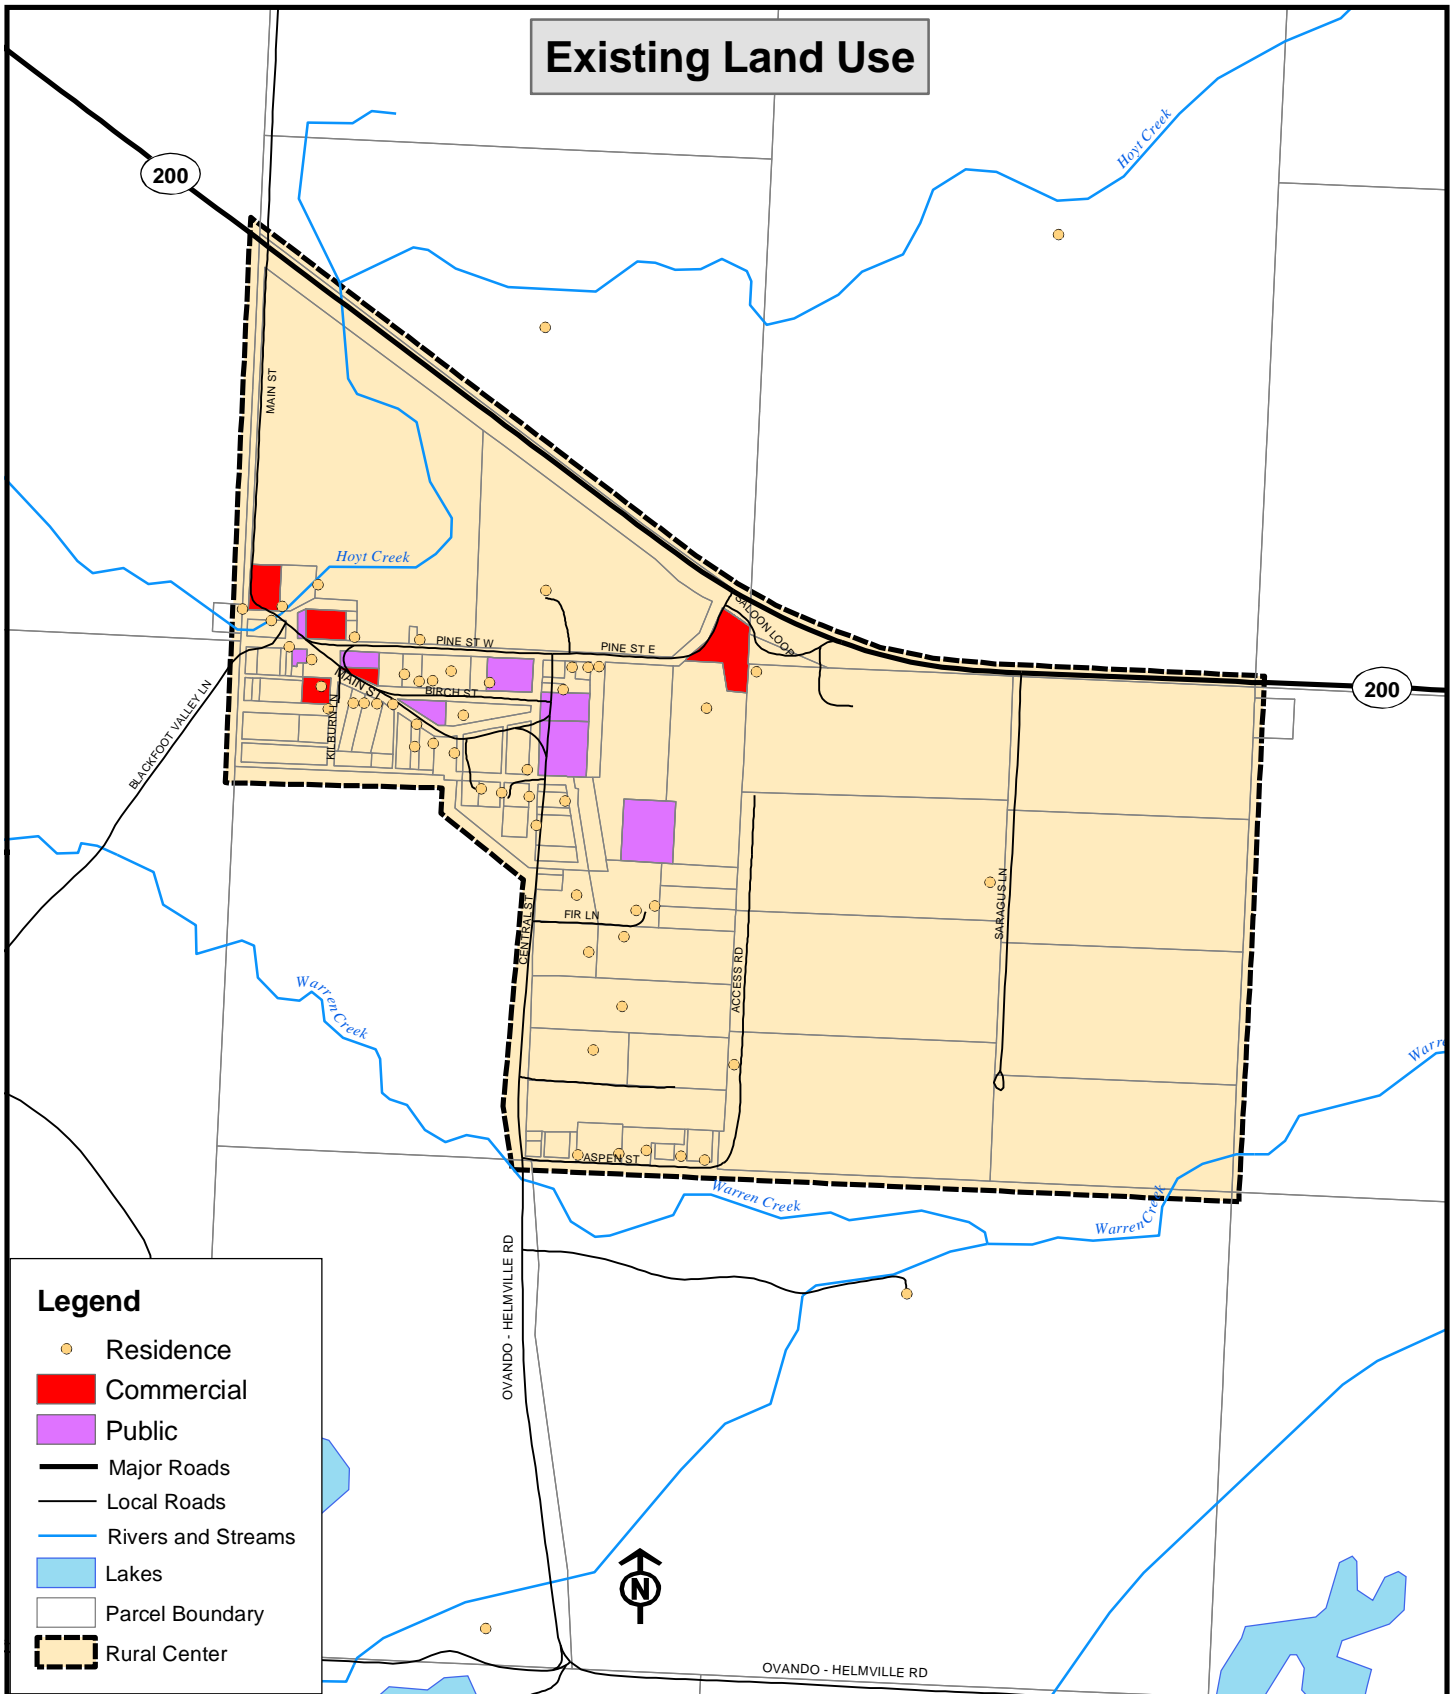 Existing Land Use
Hoyt Creek
200
MAIN ST
Hoyt Creek
SALOON LOOP
PINE ST W
PINE ST E
MAIN ST
BIRCH ST
200
BLACKFOOT VALLEY LN
KILBURN LN
SARAGUS LN
FIR LN
CENTRAL ST
ACCESS RD
Warren Creek
Warre
ASPEN ST
Warren Creek
Warren Creek
OVANDO - HELMVILLE RD
Legend
Residence
Commercial
Public
Major Roads
Local Roads
Rivers and Streams
Lakes
Parcel Boundary
Rural Center
N
OVANDO - HELMVILLE RD